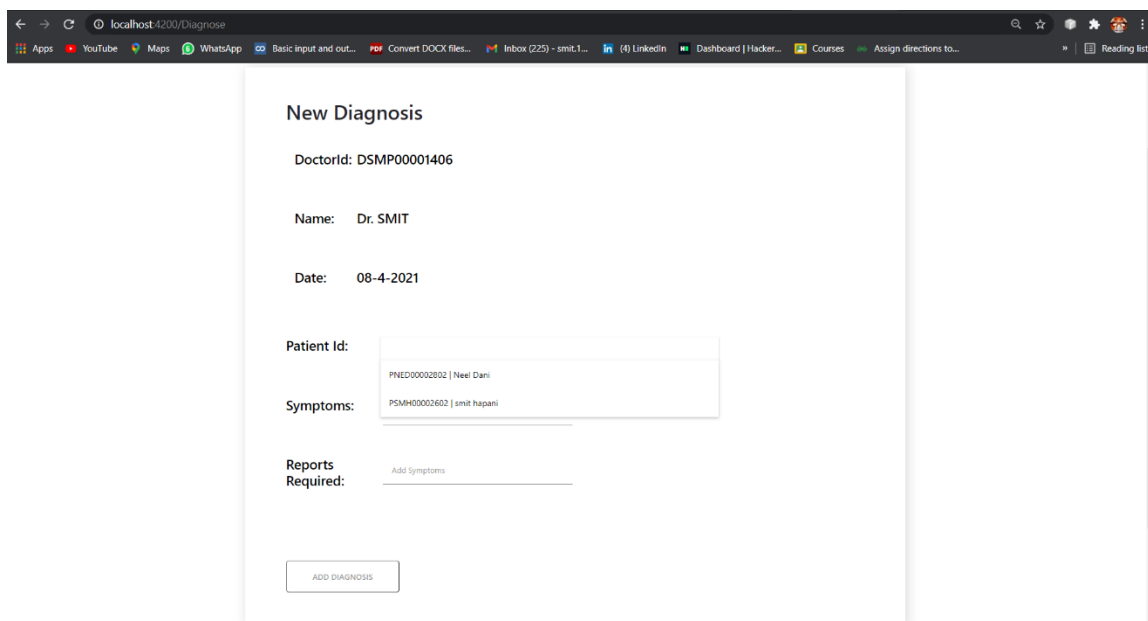 localhost:4200/Diagnose
Apps YouTube Maps WhatsApp Basic input and out... PDF Convert DOCX files... Inbox (225) - smit.1... in (4) LinkedIn Dashboard | Hacker... Courses Assign directions to... » Reading list
New Diagnosis
DoctorId: DSMP00001406
Name: Dr. SMIT
Date: 08-4-2021
Patient Id:
PNED00002802 | Neel Dani
PSMH00002602 | smit hapani
Symptoms:
Reports
Required:
Add Symptoms
ADD DIAGNOSIS